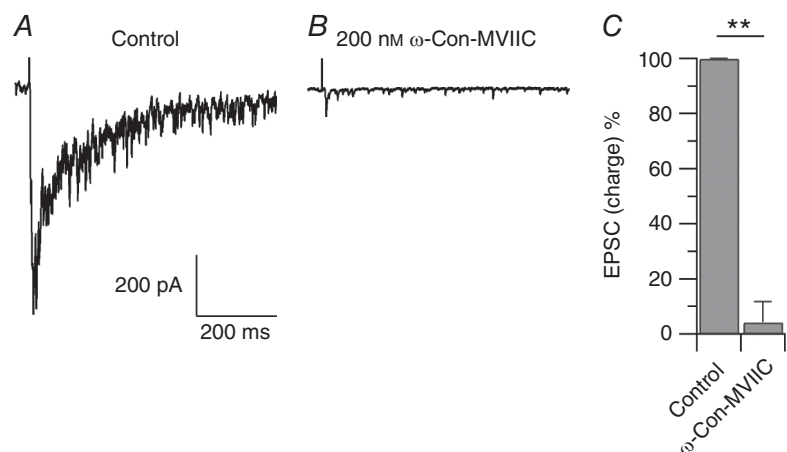 A
Control
200 pA
200 ms
B
200 nM ω-Con-MVIIC
C
**
EPSC (charge) %
100
80
60
40
20
0
Control
ω-Con-MVIIC